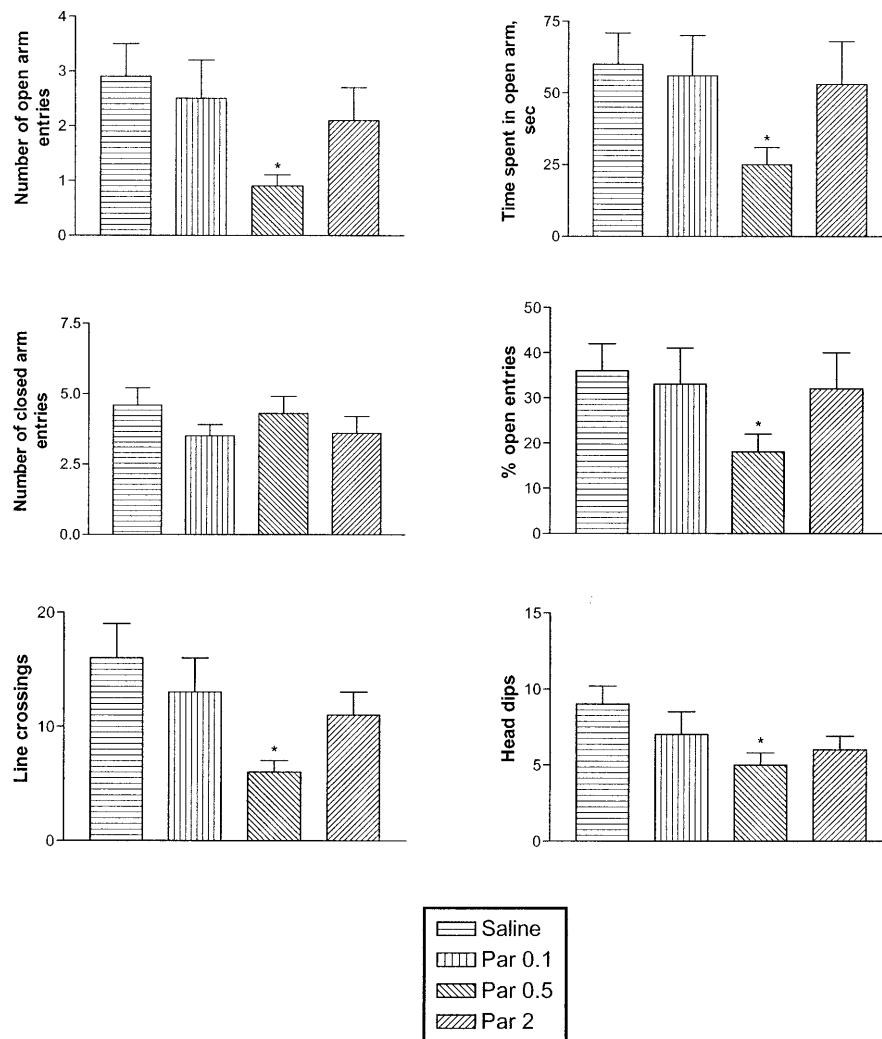 Number of open arm
entries
4
3
2
1
0
*
Time spent in open arm,
sec
75
50
25
0
*
Number of closed arm
entries
7.5
5.0
2.5
0.0
% open entries
50
40
30
20
10
0
*
Line crossings
20
10
0
*
Head dips
15
10
5
0
*
Saline
Par 0.1
Par 0.5
Par 2